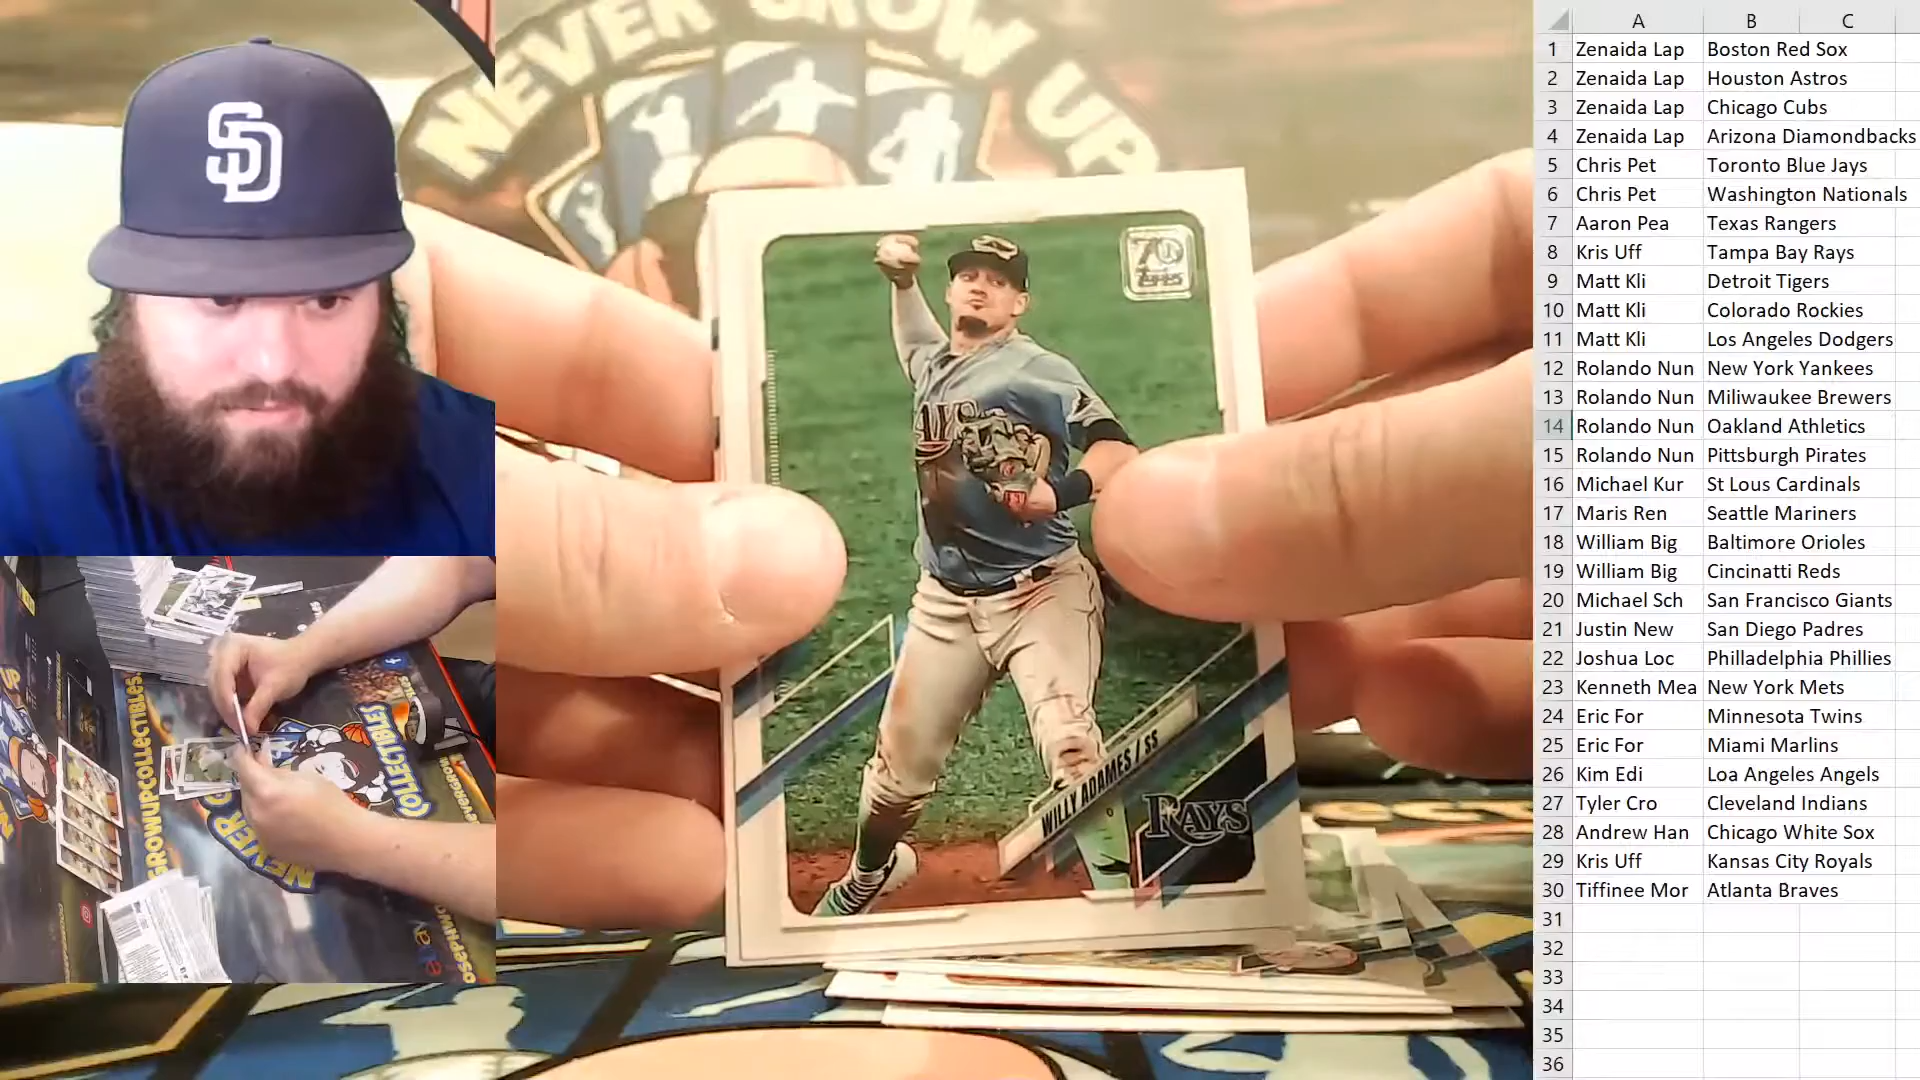 NEVER GROW UP
SD
70
TOPPS
RAYS
WILLY ADAMES / SS
RAYS
GROWUPCOLLECTIBLES.
COLLECTIBLES
NEVER
UP
A B C
1 Zenaida Lap Boston Red Sox
2 Zenaida Lap Houston Astros
3 Zenaida Lap Chicago Cubs
4 Zenaida Lap Arizona Diamondbacks
5 Chris Pet Toronto Blue Jays
6 Chris Pet Washington Nationals
7 Aaron Pea Texas Rangers
8 Kris Uff Tampa Bay Rays
9 Matt Kli Detroit Tigers
10 Matt Kli Colorado Rockies
11 Matt Kli Los Angeles Dodgers
12 Rolando Nun New York Yankees
13 Rolando Nun Miliwaukee Brewers
14 Rolando Nun Oakland Athletics
15 Rolando Nun Pittsburgh Pirates
16 Michael Kur St Lous Cardinals
17 Maris Ren Seattle Mariners
18 William Big Baltimore Orioles
19 William Big Cincinatti Reds
20 Michael Sch San Francisco Giants
21 Justin New San Diego Padres
22 Joshua Loc Philladelphia Phillies
23 Kenneth Mea New York Mets
24 Eric For Minnesota Twins
25 Eric For Miami Marlins
26 Kim Edi Loa Angeles Angels
27 Tyler Cro Cleveland Indians
28 Andrew Han Chicago White Sox
29 Kris Uff Kansas City Royals
30 Tiffinee Mor Atlanta Braves
31
32
33
34
35
36